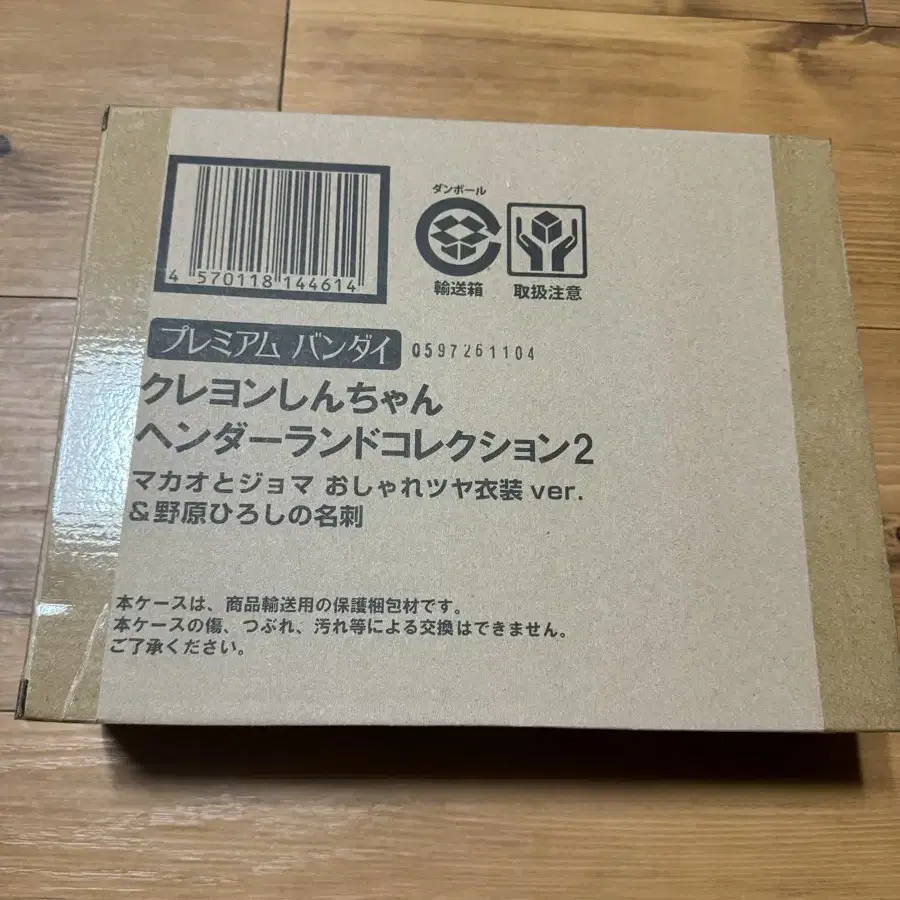 4 570118 144614
ダンボール
輸送箱
取扱注意
プレミアム バンダイ 0597261104
クレヨンしんちゃん
ヘンダーランドコレクション2
マカオとジョマ おしゃれツヤ衣装 ver.
&野原ひろしの名刺
本ケースは、商品輸送用の保護梱包材です。
本ケースの傷、つぶれ、汚れ等による交換はできません。
ご了承ください。